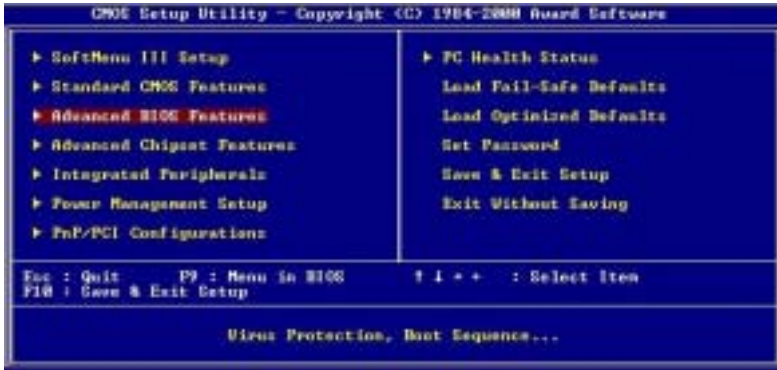 CMOS Setup Utility - Copyright (C) 1984-2000 Award Software
▶ SoftMenu III Setup
▶ Standard CMOS Features
▶ Advanced BIOS Features
▶ Advanced Chipset Features
▶ Integrated Peripherals
▶ Power Management Setup
▶ PnP/PCI Configurations
▶ PC Health Status
Load Fail-Safe Defaults
Load Optimized Defaults
Set Password
Save & Exit Setup
Exit Without Saving
Esc : Quit F9 : Menu in BIOS ↑ ↓ → ← : Select Item
F10 : Save & Exit Setup
Virus Protection, Boot Sequence...